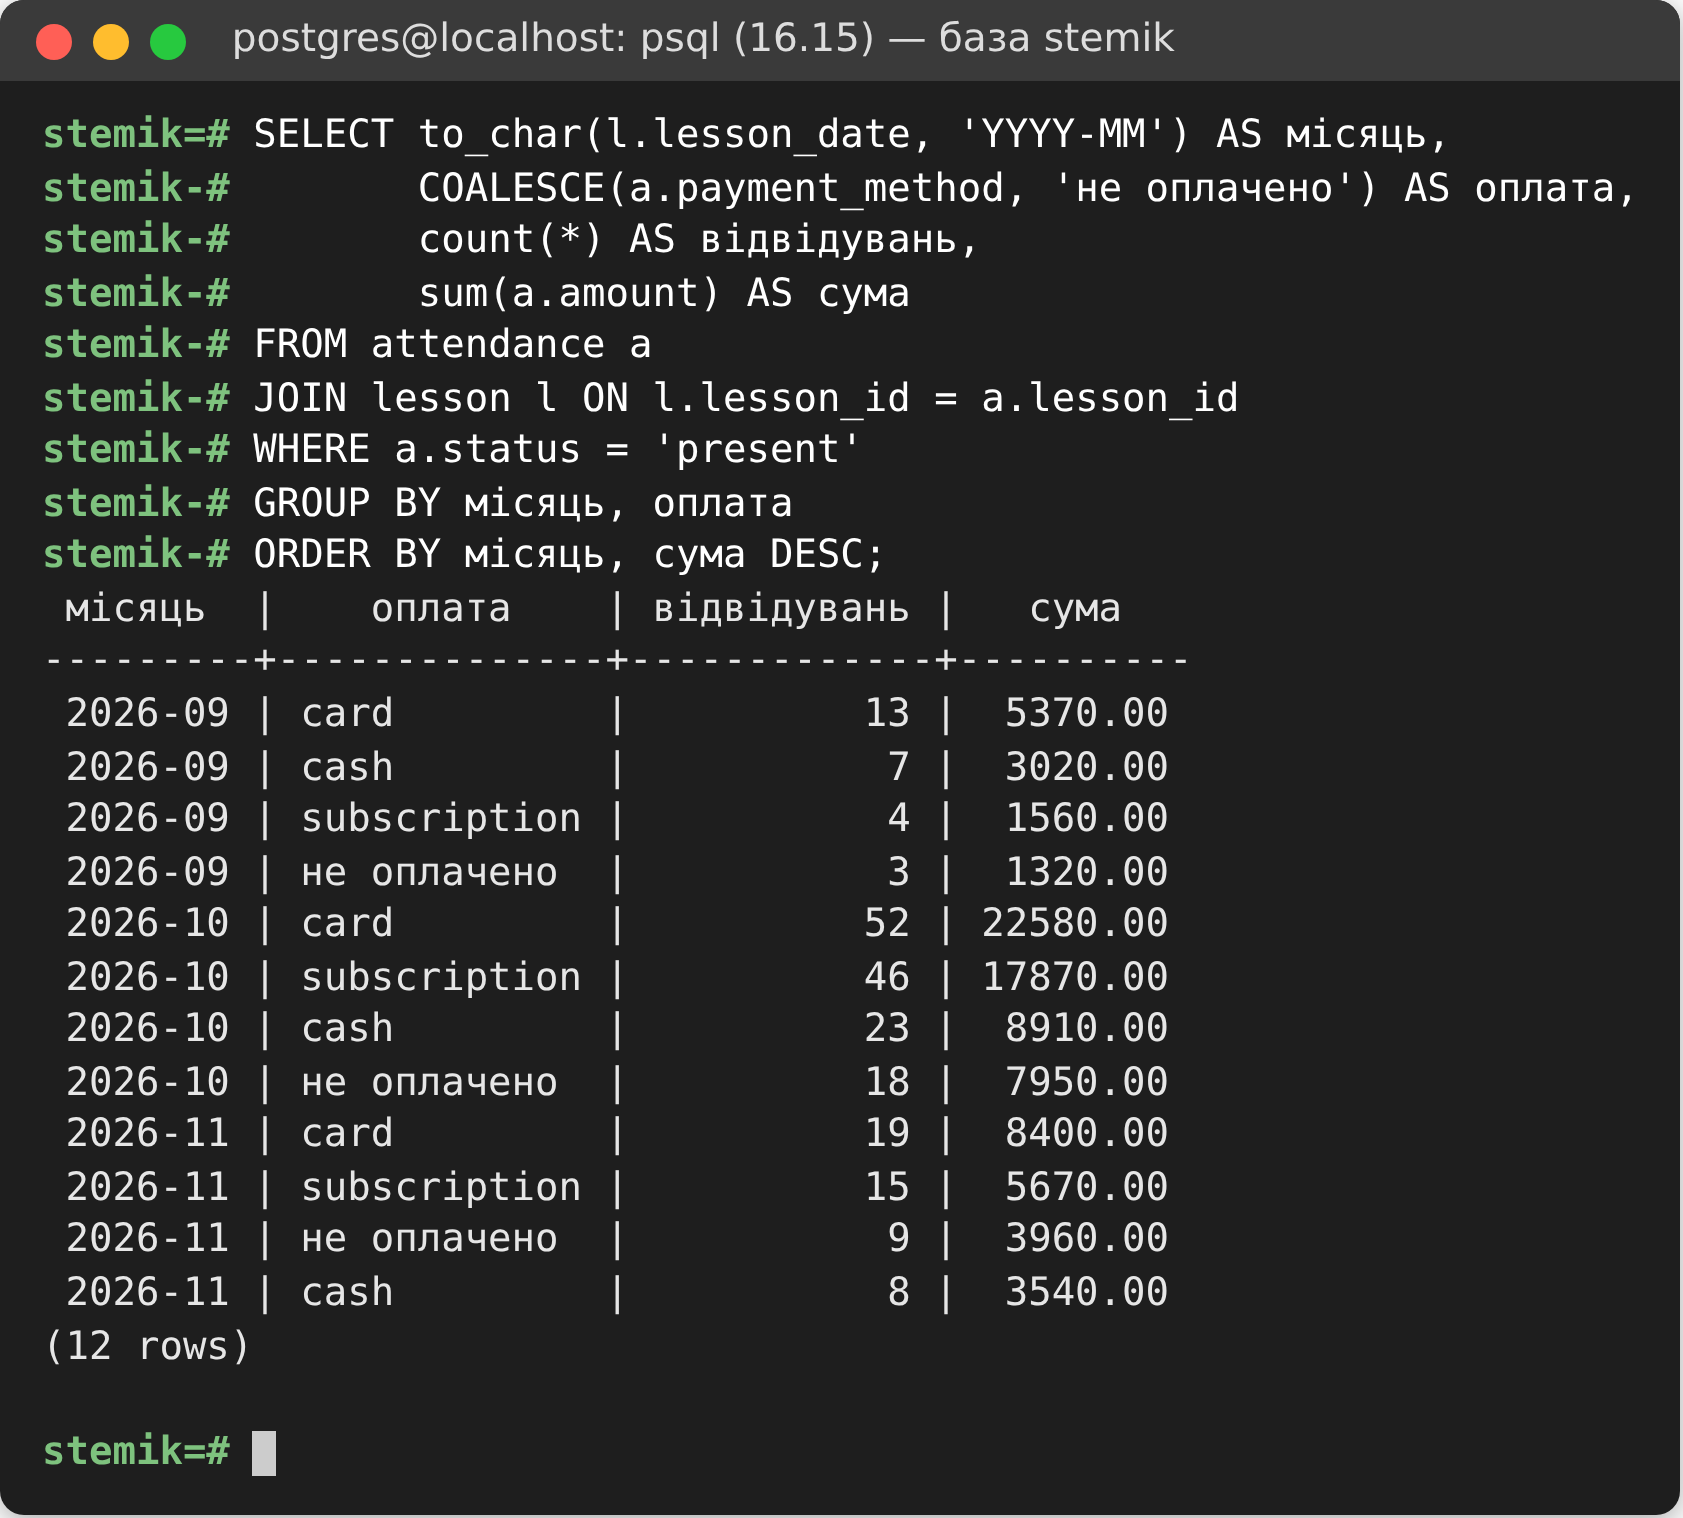 postgres@localhost: psql (16.15) — база stemik
stemik=# SELECT to_char(l.lesson_date, 'YYYY-MM') AS місяць,
stemik-#        COALESCE(a.payment_method, 'не оплачено') AS оплата,
stemik-#        count(*) AS відвідувань,
stemik-#        sum(a.amount) AS сума
stemik-# FROM attendance a
stemik-# JOIN lesson l ON l.lesson_id = a.lesson_id
stemik-# WHERE a.status = 'present'
stemik-# GROUP BY місяць, оплата
stemik-# ORDER BY місяць, сума DESC;
 місяць  |    оплата    | відвідувань |   сума
---------+--------------+-------------+----------
 2026-09 | card         |          13 |  5370.00
 2026-09 | cash         |           7 |  3020.00
 2026-09 | subscription |           4 |  1560.00
 2026-09 | не оплачено  |           3 |  1320.00
 2026-10 | card         |          52 | 22580.00
 2026-10 | subscription |          46 | 17870.00
 2026-10 | cash         |          23 |  8910.00
 2026-10 | не оплачено  |          18 |  7950.00
 2026-11 | card         |          19 |  8400.00
 2026-11 | subscription |          15 |  5670.00
 2026-11 | не оплачено  |           9 |  3960.00
 2026-11 | cash         |           8 |  3540.00
(12 rows)
stemik=#